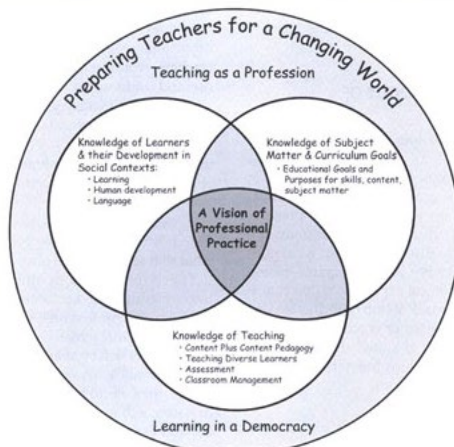 Preparing Teachers for a Changing World
Teaching as a Profession
Knowledge of Learners
& their Development in
Social Contexts:
• Learning
• Human development
• Language
Knowledge of Subject
Matter & Curriculum Goals
• Educational Goals and
Purposes for skills, content,
subject matter
A Vision of
Professional
Practice
Knowledge of Teaching
• Content Plus Content Pedagogy
• Teaching Diverse Learners
• Assessment
• Classroom Management
Learning in a Democracy